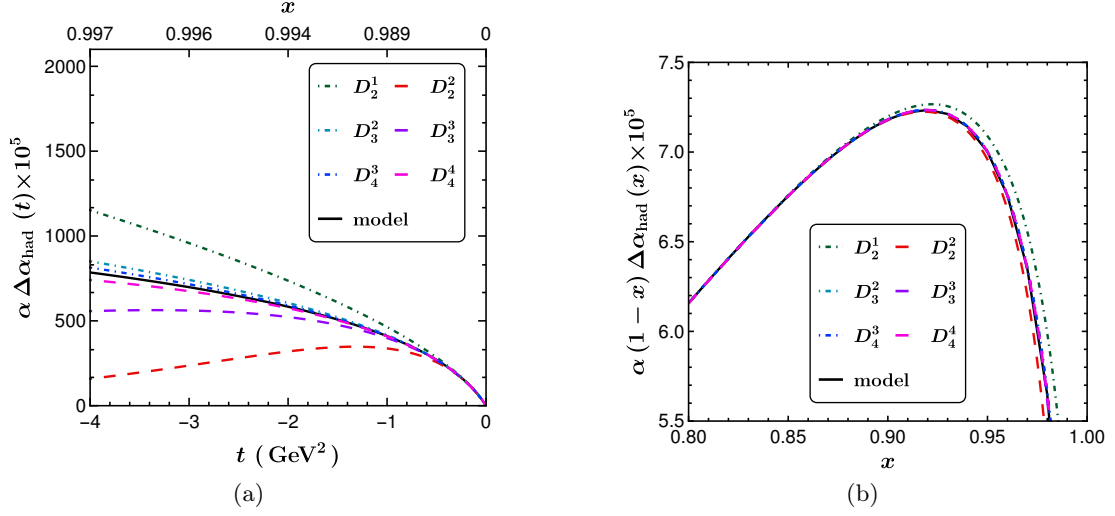 x
0.997 0.996 0.994 0.989 0
2000
1500
1000
500
0
α Δα_had (t)×10^5
D_2^1 D_2^2
D_3^2 D_3^3
D_4^3 D_4^4
model
−4 −3 −2 −1 0
t (GeV^2)
(a)
7.5
7.0
6.5
6.0
5.5
α (1 − x) Δα_had (x)×10^5
D_2^1 D_2^2
D_3^2 D_3^3
D_4^3 D_4^4
model
0.80 0.85 0.90 0.95 1.00
x
(b)